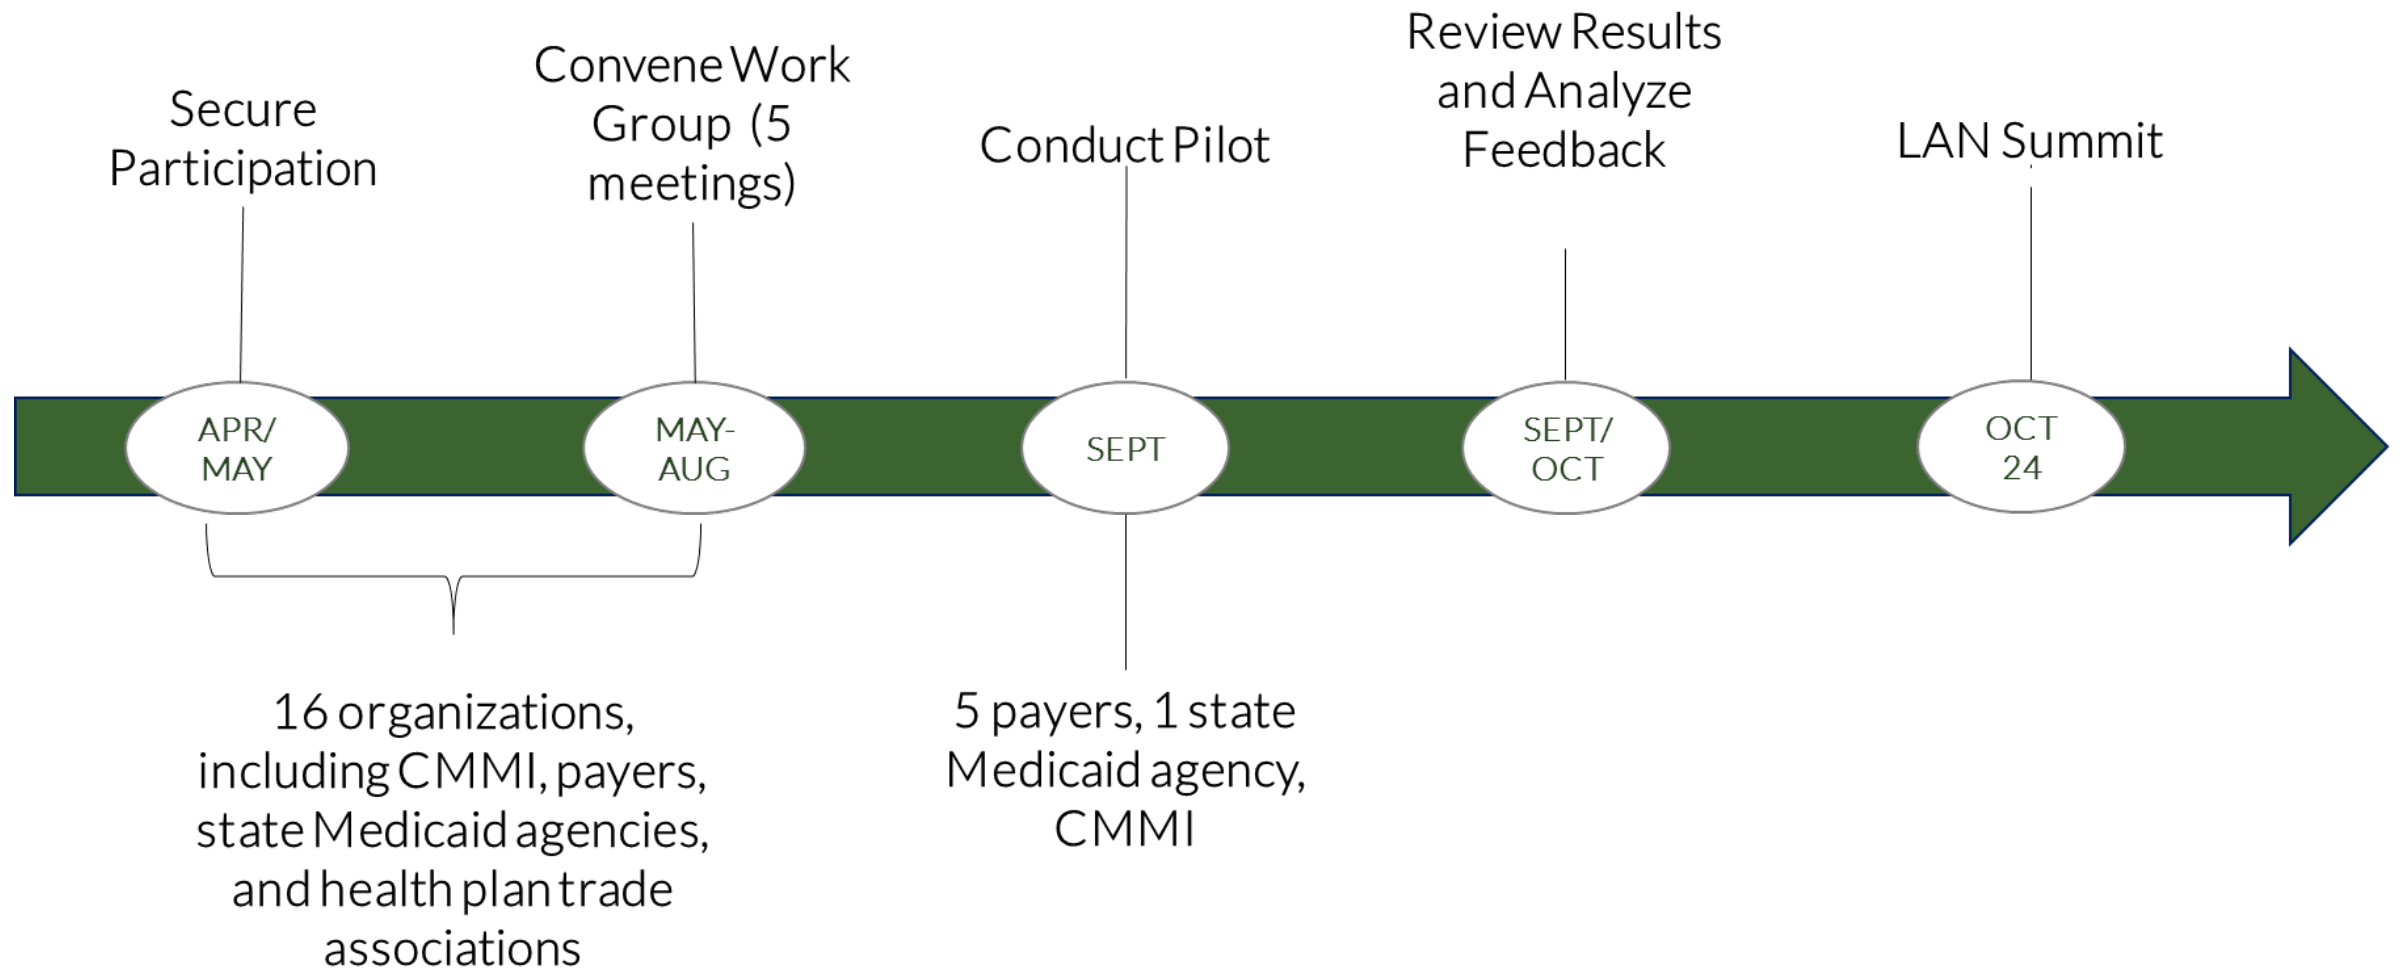 Secure
Participation
Convene Work
Group (5
meetings)
Conduct Pilot
Review Results
and Analyze
Feedback
LAN Summit
APR/
MAY
MAY-
AUG
SEPT
SEPT/
OCT
OCT
24
16 organizations,
including CMMI, payers,
state Medicaid agencies,
and health plan trade
associations
5 payers, 1 state
Medicaid agency,
CMMI